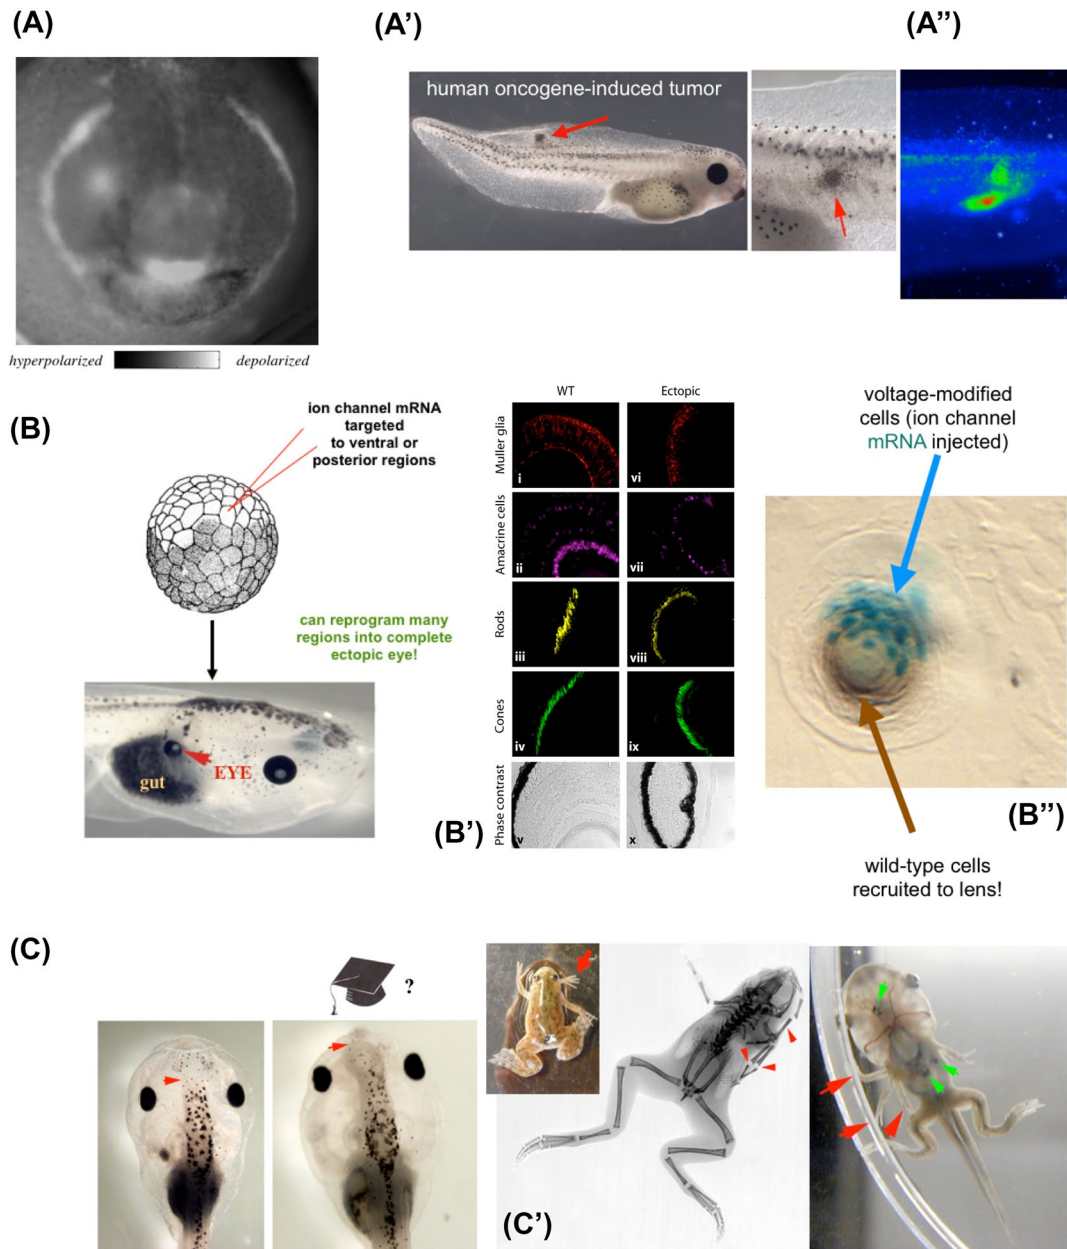 (A)
(A')
(A'')
human oncogene-induced tumor
hyperpolarized
depolarized
(B)
ion channel mRNA
targeted
to ventral or
posterior regions
can reprogram many
regions into complete
ectopic eye!
gut
EYE
(B')
WT
Ectopic
Muller glia
i
vi
Amacrine cells
ii
vii
Rods
iii
viii
Cones
iv
ix
Phase contrast
v
x
voltage-modified
cells (ion channel
mRNA injected)
(B'')
wild-type cells
recruited to lens!
(C)
?
(C')